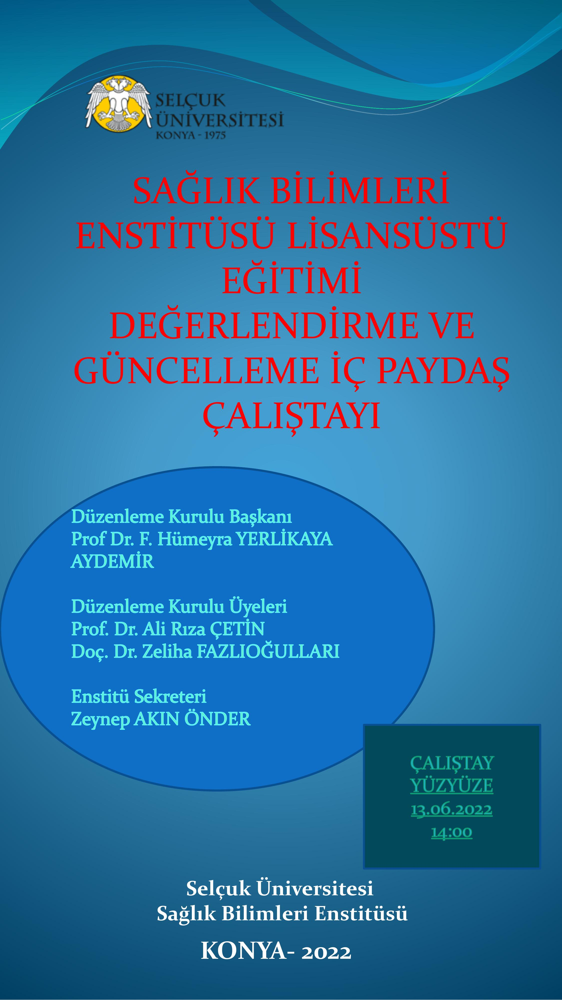 SELÇUK
ÜNİVERSİTESİ
KONYA - 1975
SAĞLIK BİLİMLERİ
ENSTİTÜSÜ LİSANSÜSTÜ
EĞİTİMİ
DEĞERLENDİRME VE
GÜNCELLEME İÇ PAYDAŞ
ÇALIŞTAYI
Düzenleme Kurulu Başkanı
Prof Dr. F. Hümeyra YERLİKAYA
AYDEMİR
Düzenleme Kurulu Üyeleri
Prof. Dr. Ali Rıza ÇETİN
Doç. Dr. Zeliha FAZLIOĞULLARI
Enstitü Sekreteri
Zeynep AKIN ÖNDER
ÇALIŞTAY
YÜZYÜZE
13.06.2022
14:00
Selçuk Üniversitesi
Sağlık Bilimleri Enstitüsü
KONYA- 2022